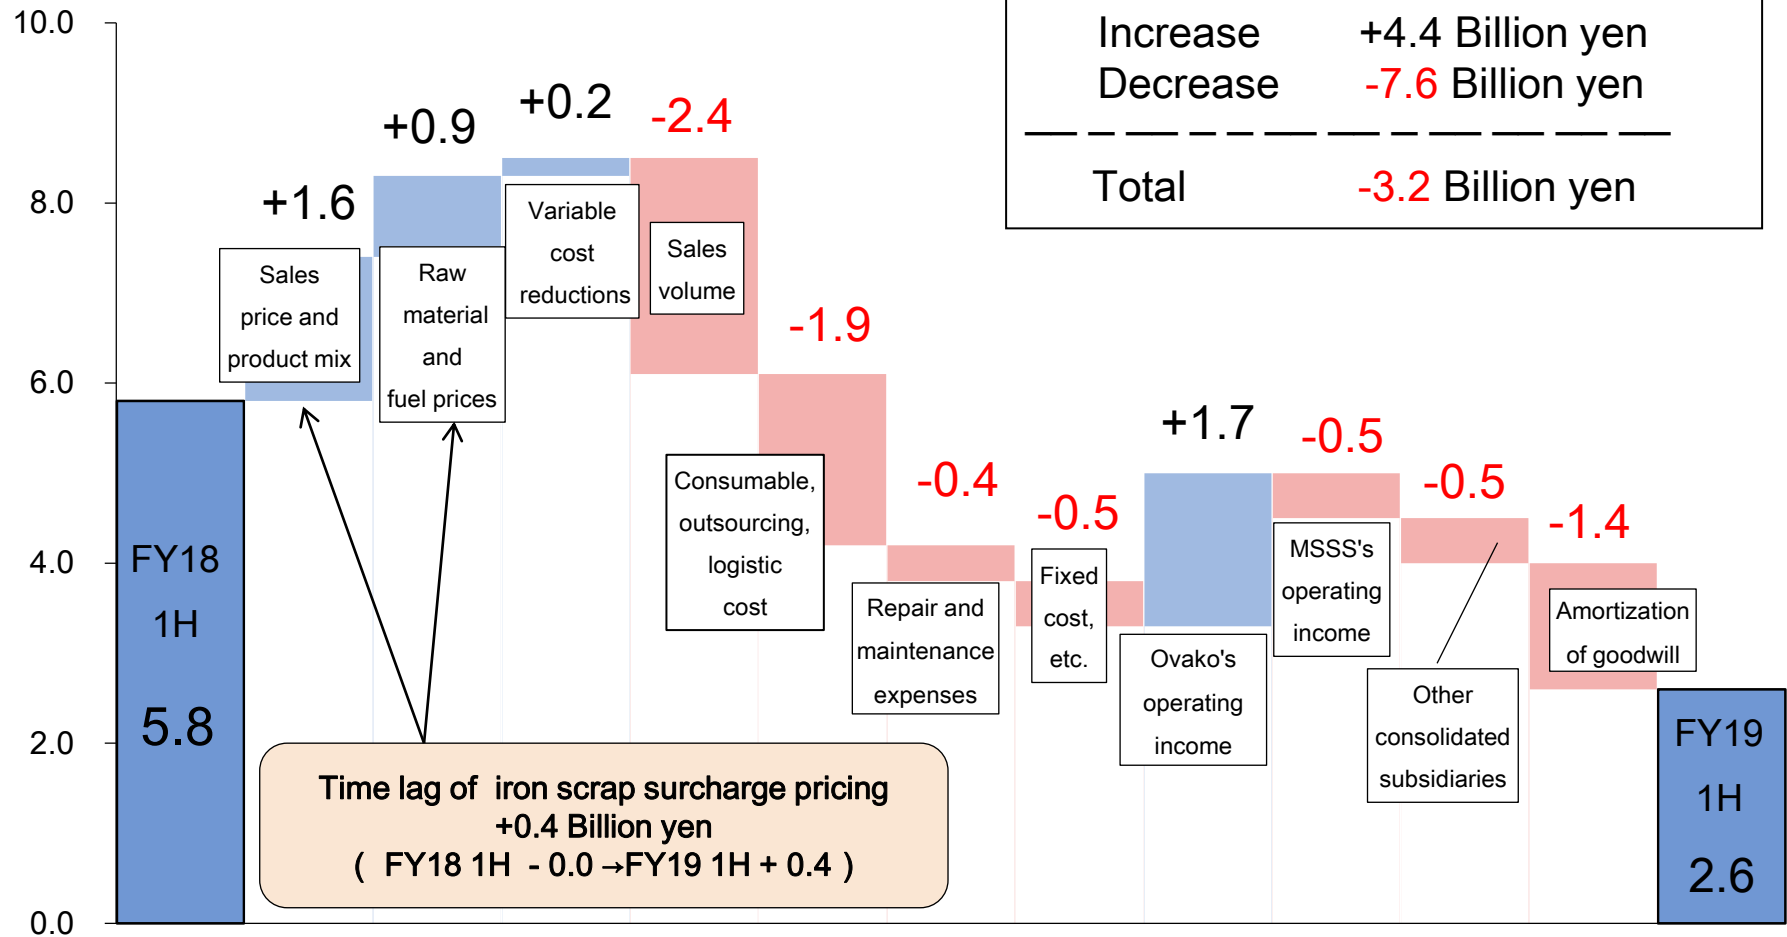 10.0
8.0
6.0
4.0
2.0
0.0
Increase +4.4 Billion yen
Decrease -7.6 Billion yen
Total -3.2 Billion yen
FY18
1H
5.8
+1.6
Sales
price and
product mix
+0.9
Raw
material
and
fuel prices
+0.2
Variable
cost
reductions
-2.4
Sales
volume
-1.9
Consumable,
outsourcing,
logistic
cost
-0.4
Repair and
maintenance
expenses
-0.5
Fixed
cost,
etc.
+1.7
Ovako's
operating
income
-0.5
MSSS's
operating
income
-0.5
Other
consolidated
subsidiaries
-1.4
Amortization
of goodwill
FY19
1H
2.6
Time lag of iron scrap surcharge pricing
+0.4 Billion yen
( FY18 1H - 0.0 →FY19 1H + 0.4 )